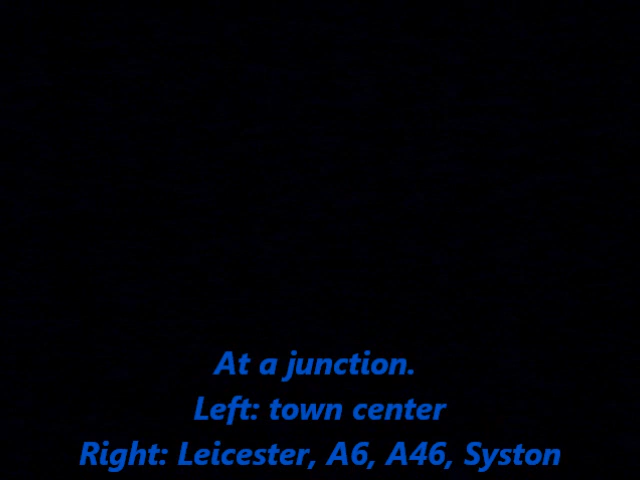 At a junction.
Left: town center
Right: Leicester, A6, A46, Syston